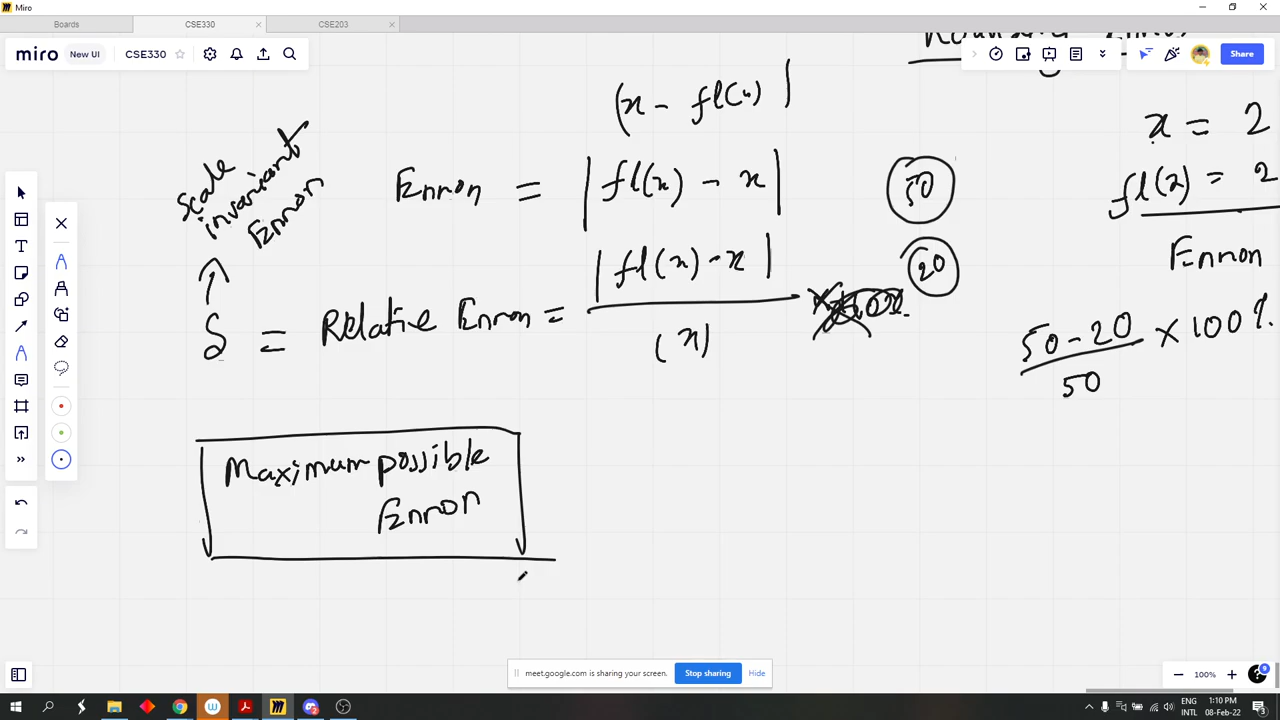 Miro
Boards
CSE330
CSE203
miro
New UI
CSE330
Share
(x - fl(x) |
x = 2
Scale
invariant
Error
Error = | fl(x) - x |
50
fl(x) = 2
Error
20
δ = Relative Error = | fl(x) - x |
(x)
50 - 20
50
× 100%
Maximum possible
Error
meet.google.com is sharing your screen.
Stop sharing
Hide
100%
9
ENG
INTL
1:10 PM
08-Feb-22
3